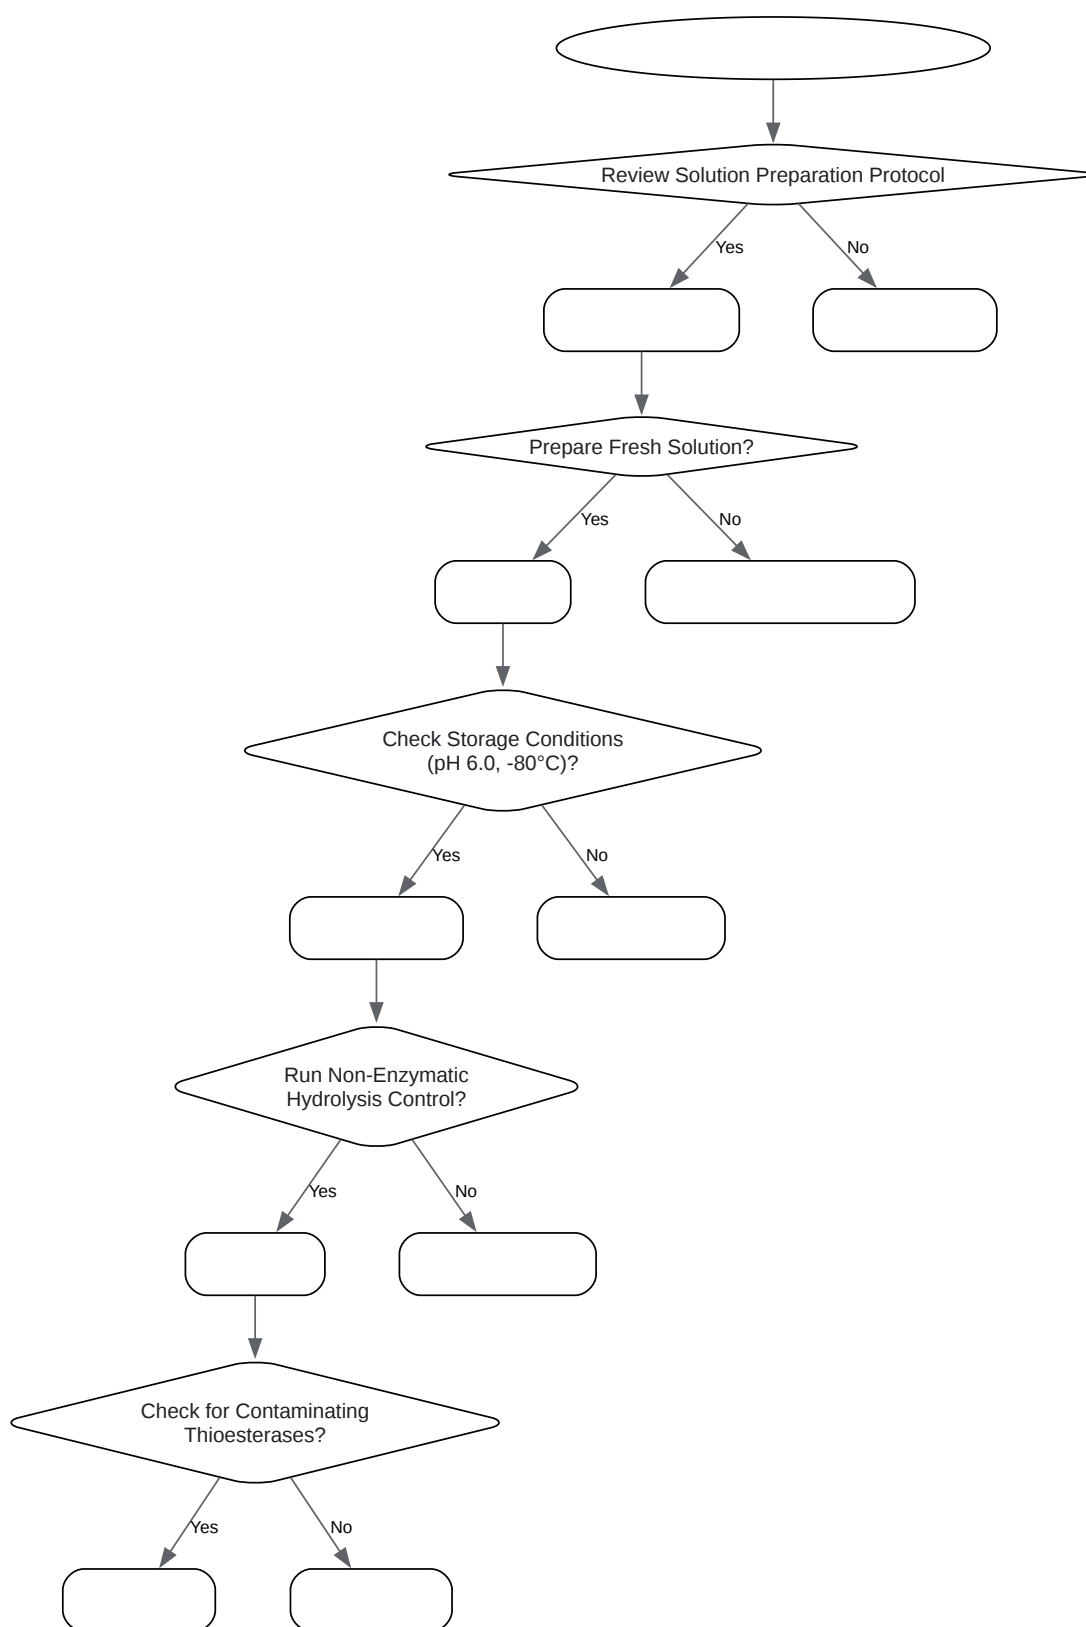 Review Solution Preparation Protocol
Yes
No
Prepare Fresh Solution?
Yes
No
Check Storage Conditions
(pH 6.0, -80°C)?
Yes
No
Run Non-Enzymatic
Hydrolysis Control?
Yes
No
Check for Contaminating
Thioesterases?
Yes
No